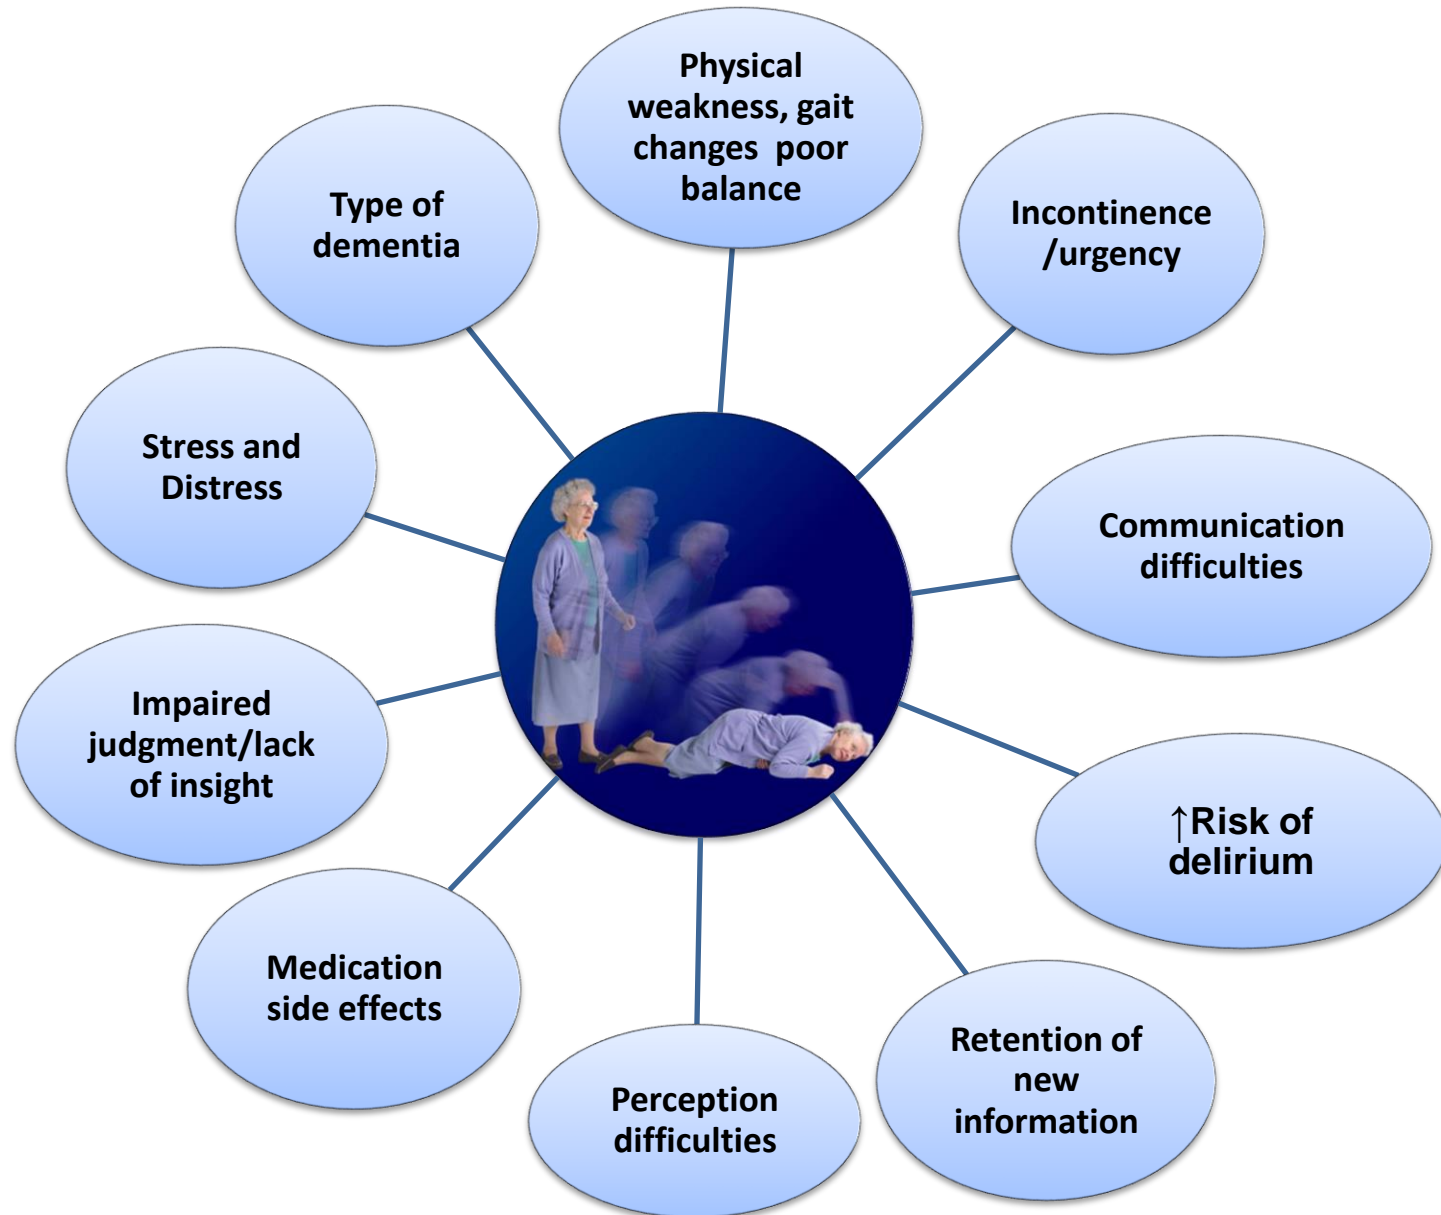 Physical
weakness, gait
changes  poor
balance
Incontinence
/urgency
Communication
difficulties
↑Risk of
delirium
Retention of
new
information
Perception
difficulties
Medication
side effects
Impaired
judgment/lack
of insight
Stress and
Distress
Type of
dementia